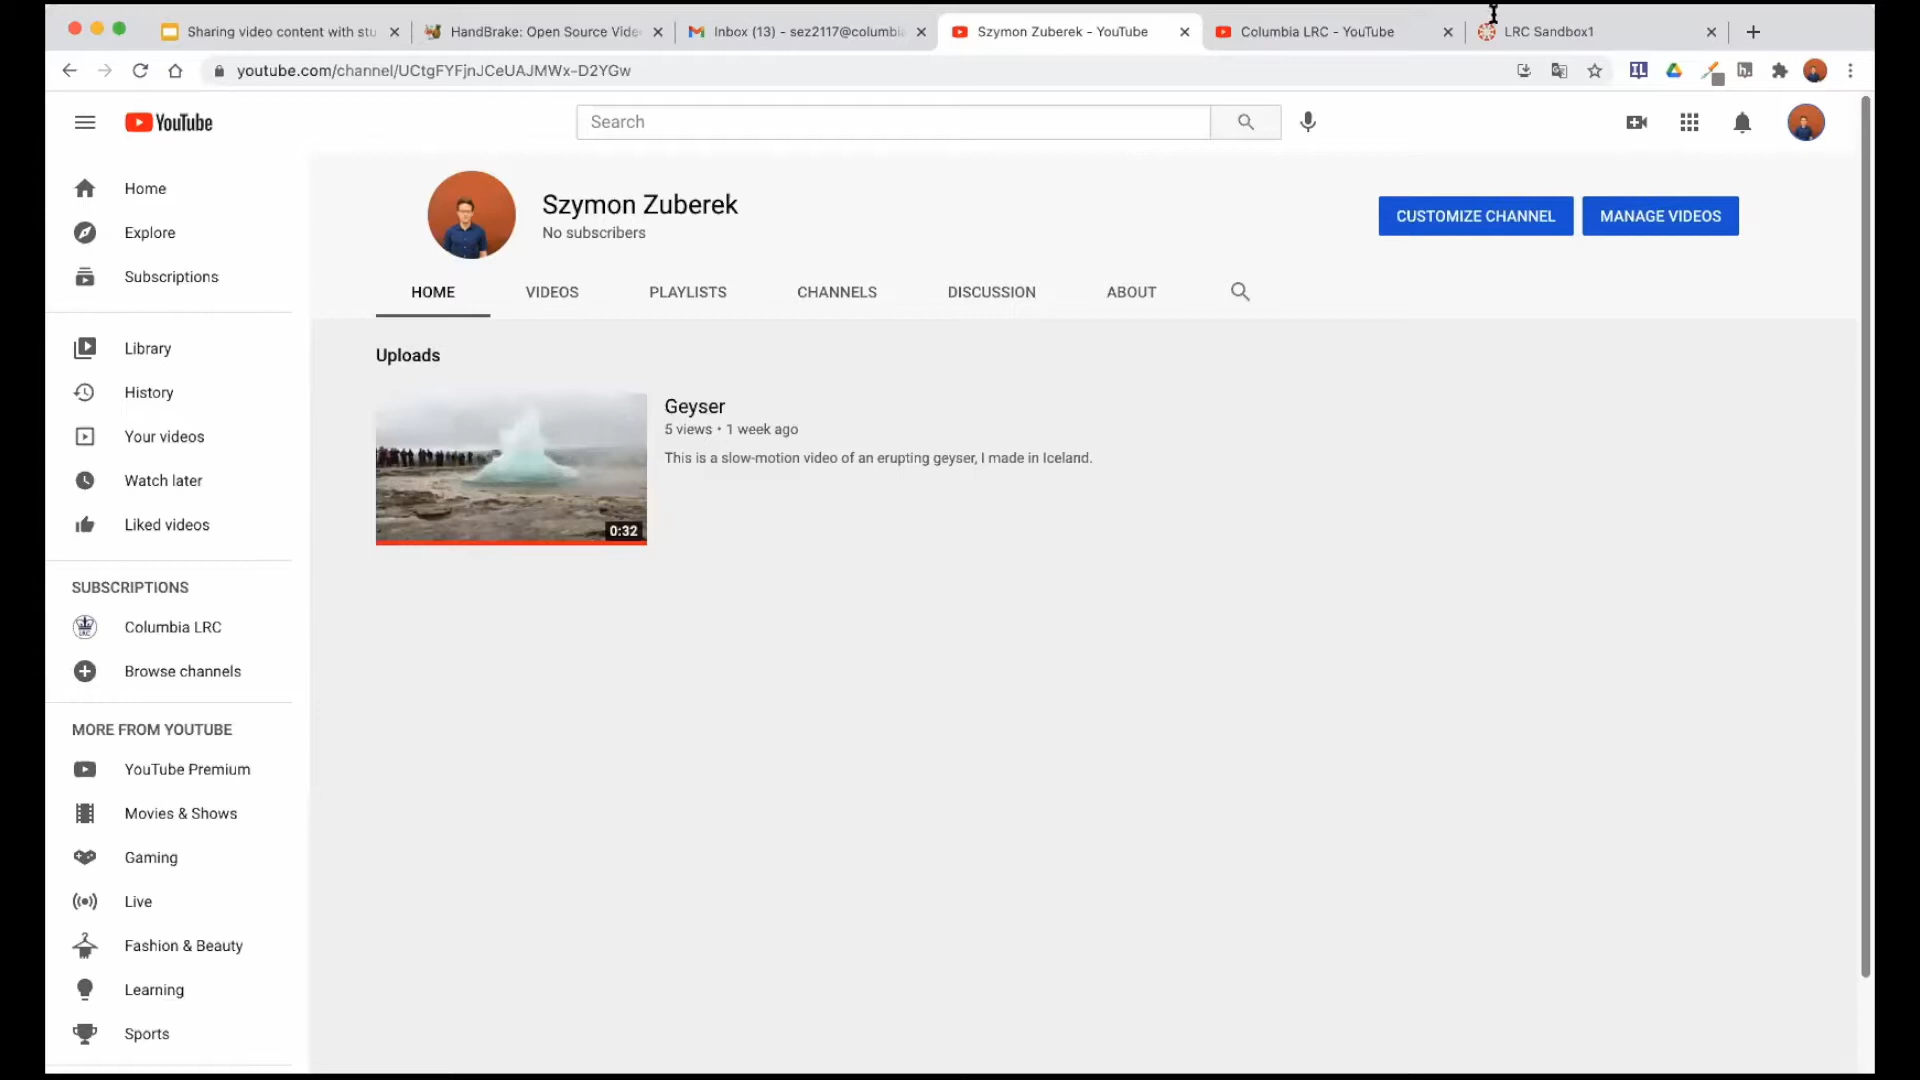 Sharing video content with stu
HandBrake: Open Source Vide
Inbox (13) - sez2117@columbia
Szymon Zuberek - YouTube
Columbia LRC - YouTube
LRC Sandbox1
youtube.com/channel/UCtgFYFjnJCeUAJMWx-D2YGw
YouTube
Search
Home
Explore
Subscriptions
Library
History
Your videos
Watch later
Liked videos
SUBSCRIPTIONS
Columbia LRC
Browse channels
MORE FROM YOUTUBE
YouTube Premium
Movies & Shows
Gaming
Live
Fashion & Beauty
Learning
Sports
Szymon Zuberek
No subscribers
CUSTOMIZE CHANNEL
MANAGE VIDEOS
HOME VIDEOS PLAYLISTS CHANNELS DISCUSSION ABOUT
Uploads
0:32
Geyser
5 views • 1 week ago
This is a slow-motion video of an erupting geyser, I made in Iceland.